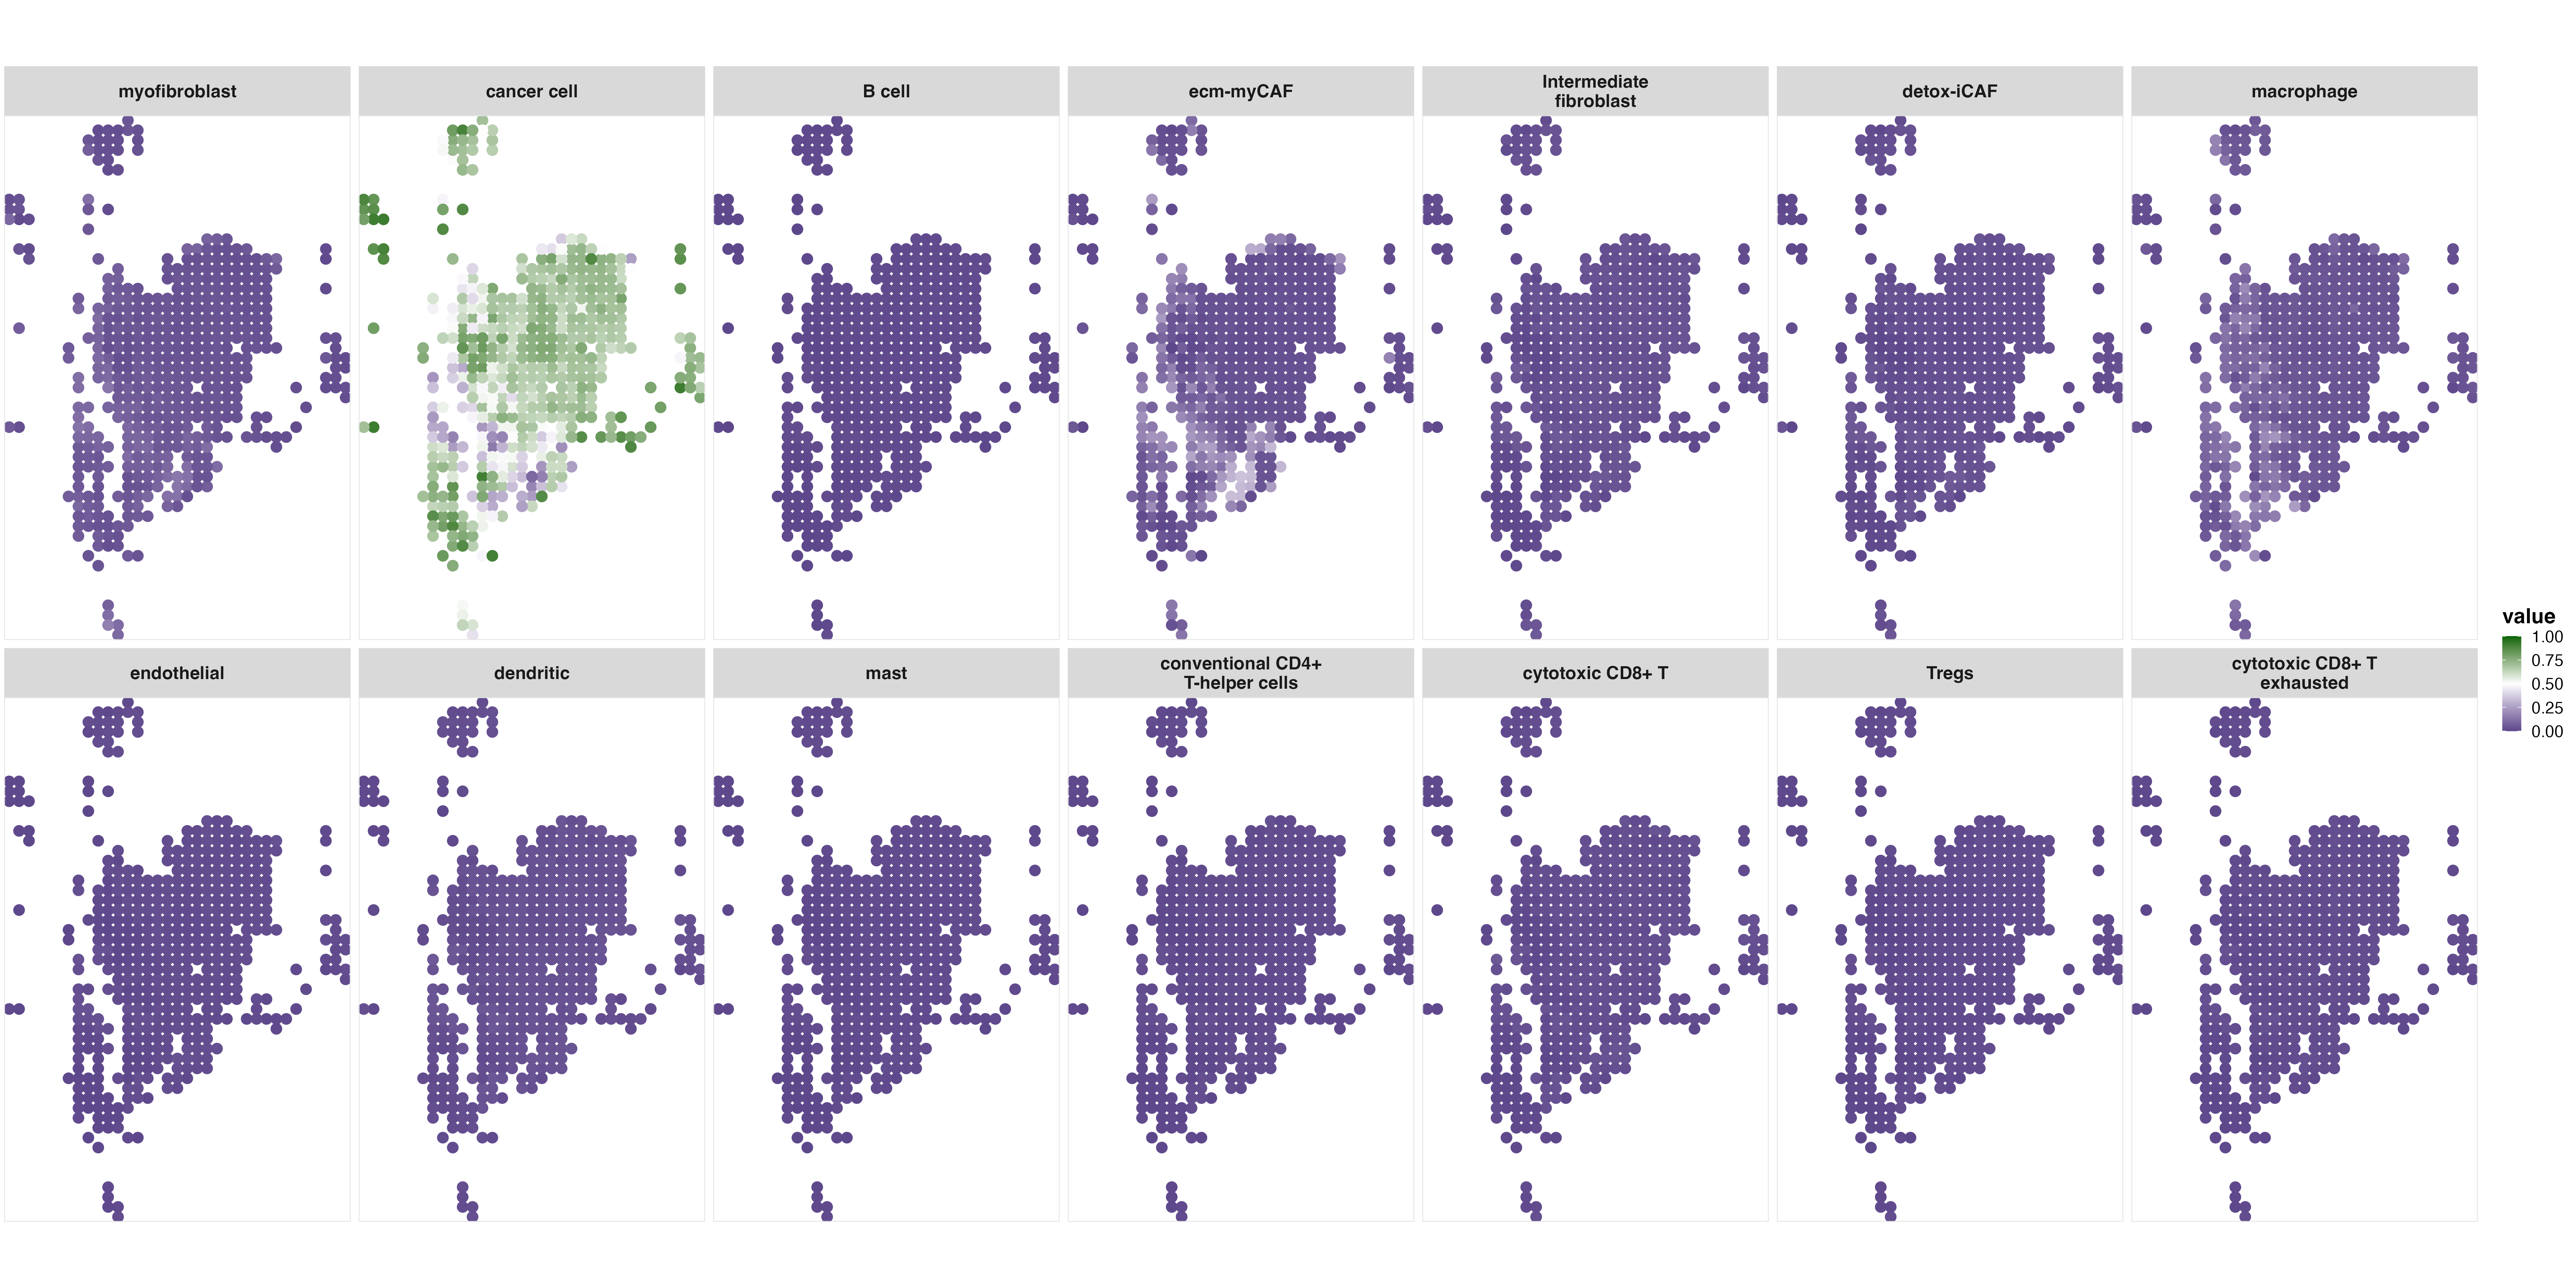 myofibroblast
cancer cell
B cell
ecm-myCAF
Intermediate
fibroblast
detox-iCAF
macrophage
endothelial
dendritic
mast
conventional CD4+
T-helper cells
cytotoxic CD8+ T
Tregs
cytotoxic CD8+ T
exhausted
value
1.00
0.75
0.50
0.25
0.00